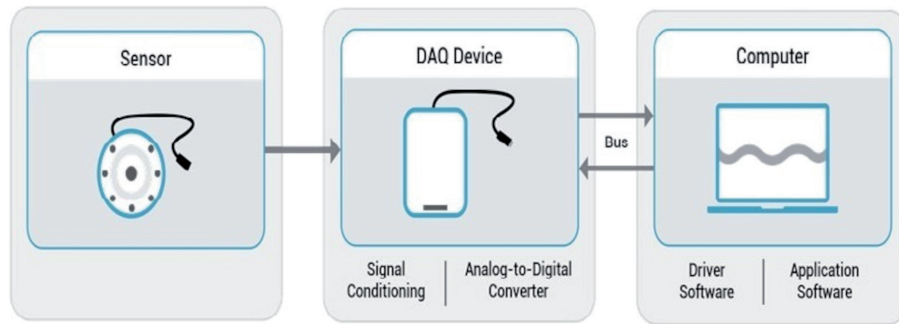 Sensor
DAQ Device
Computer
Bus
Signal
Conditioning
Analog-to-Digital
Converter
Driver
Software
Application
Software